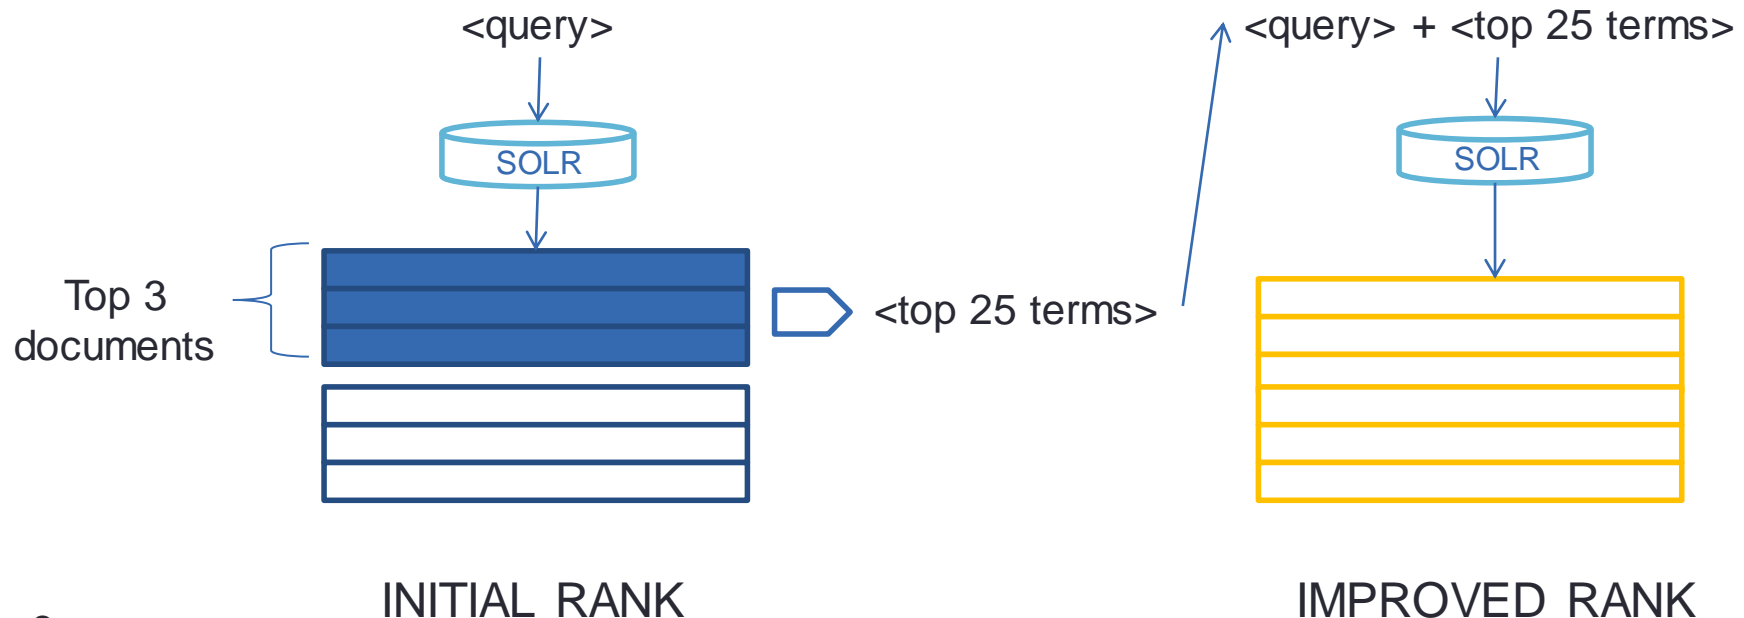 <query>
SOLR
Top 3
documents
<top 25 terms>
INITIAL RANK
<query> + <top 25 terms>
SOLR
IMPROVED RANK